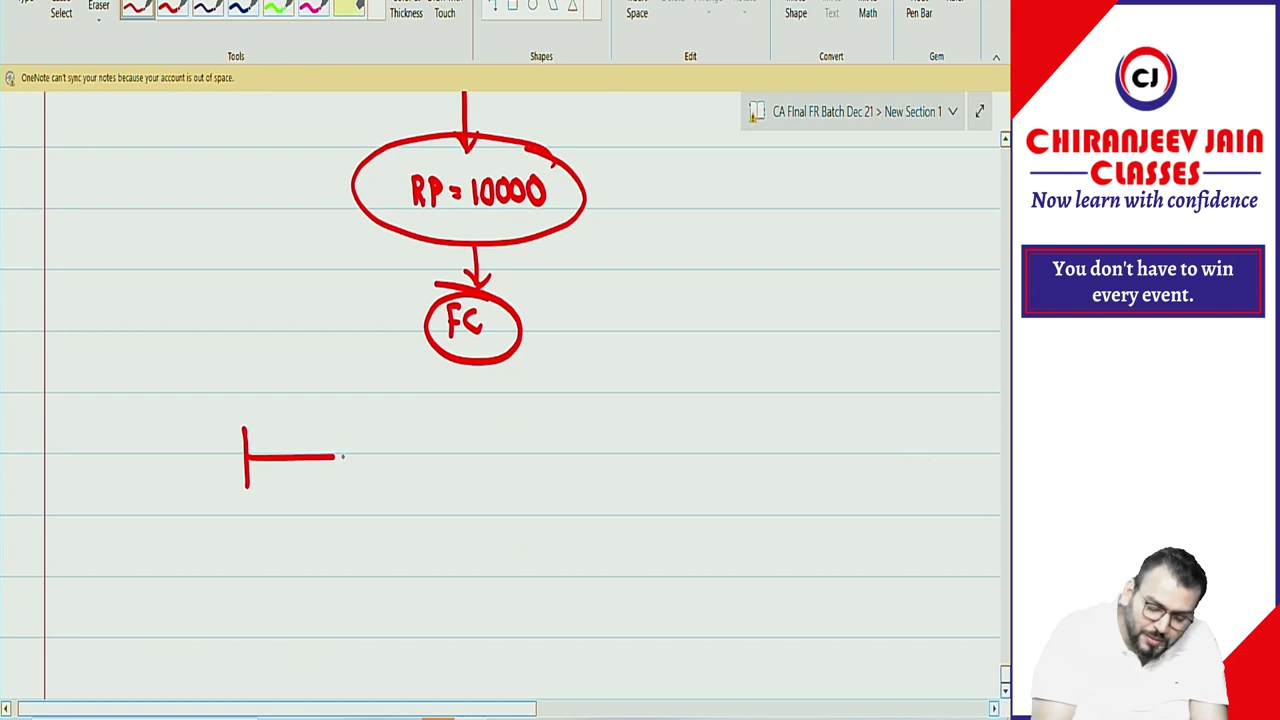 Eraser
Select
Thickness
Touch
Space
Shape
Text
Math
Pen Bar
Tools
Shapes
Edit
Convert
Gem
OneNote can't sync your notes because your account is out of space.
CA FInal FR Batch Dec 21 > New Section 1
RP = 10000
FC
CJ
CHIRANJEEV JAIN
CLASSES
Now learn with confidence
You don't have to win
every event.